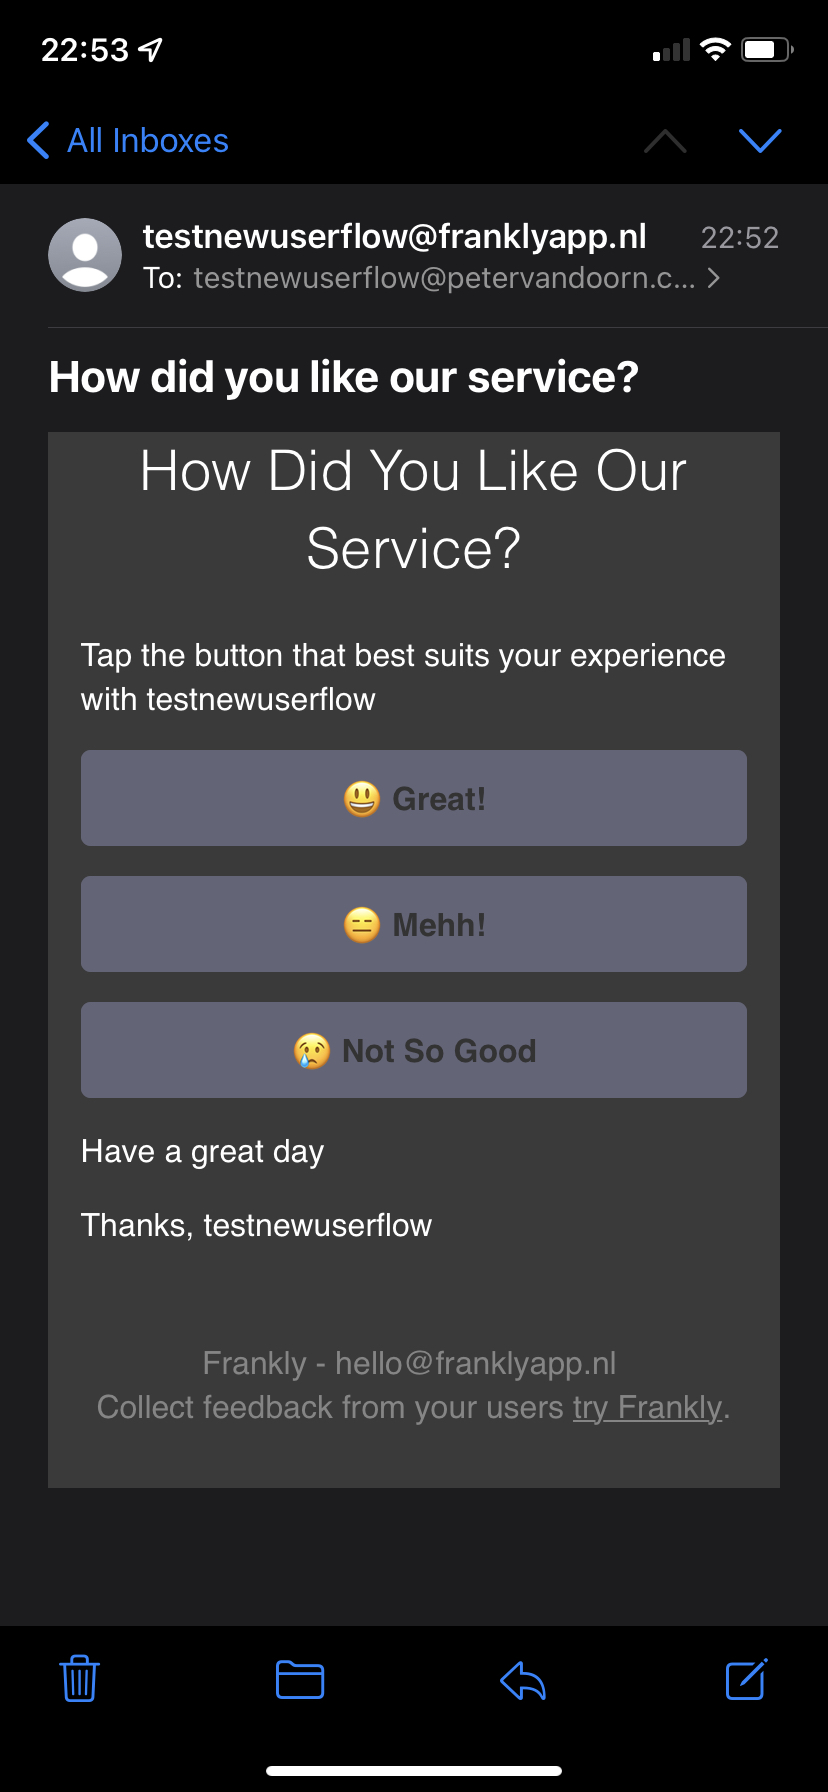 22:53
All Inboxes
testnewuserflow@franklyapp.nl 22:52
To: testnewuserflow@petervandoorn.c...
How did you like our service?
How Did You Like Our
Service?
Tap the button that best suits your experience
with testnewuserflow
😃 Great!
😑 Mehh!
😢 Not So Good
Have a great day
Thanks, testnewuserflow
Frankly - hello@franklyapp.nl
Collect feedback from your users try Frankly.